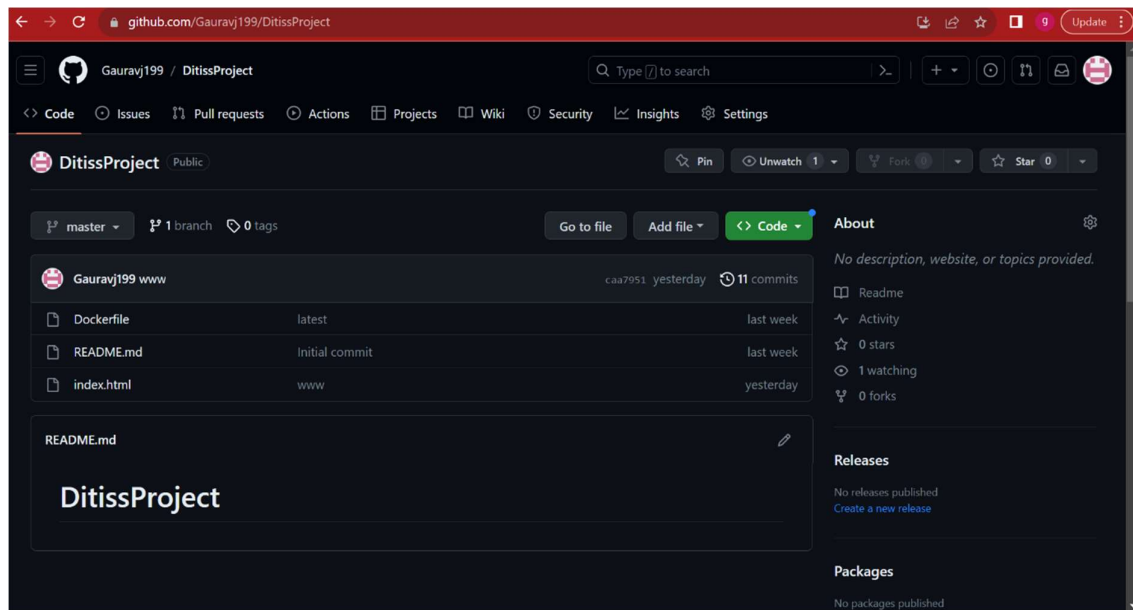 github.com/Gauravj199/DitissProject
g
Update
Gauravj199 / DitissProject
Type / to search
Code Issues Pull requests Actions Projects Wiki Security Insights Settings
DitissProject Public
Pin Unwatch 1 Fork 0 Star 0
master 1 branch 0 tags
Go to file Add file Code
Gauravj199 www caa7951 yesterday 11 commits
Dockerfile latest last week
README.md Initial commit last week
index.html www yesterday
README.md
DitissProject
About
No description, website, or topics provided.
Readme
Activity
0 stars
1 watching
0 forks
Releases
No releases published
Create a new release
Packages
No packages published